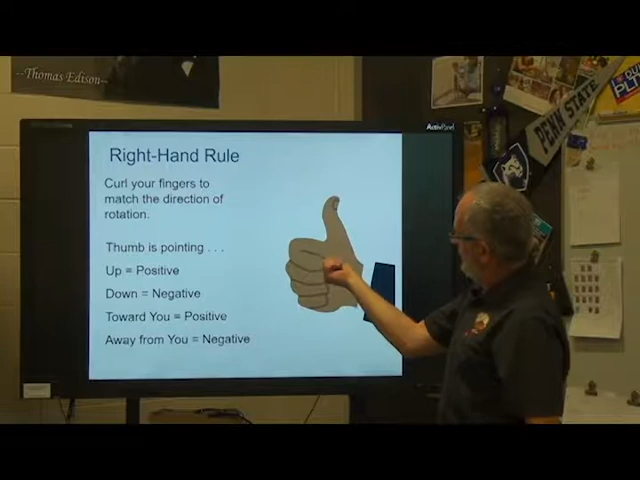 --Thomas Edison--
ActivPanel
PENN STATE
PLTW
Right-Hand Rule
Curl your fingers to
match the direction of
rotation.
Thumb is pointing . . .
Up = Positive
Down = Negative
Toward You = Positive
Away from You = Negative